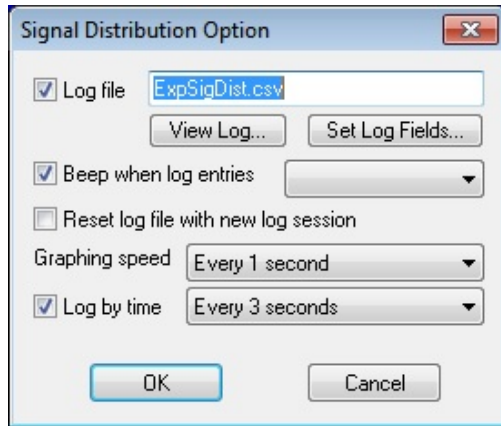 Signal Distribution Option
Log file ExpSigDist.csv
View Log... Set Log Fields...
Beep when log entries
Reset log file with new log session
Graphing speed Every 1 second
Log by time Every 3 seconds
OK Cancel